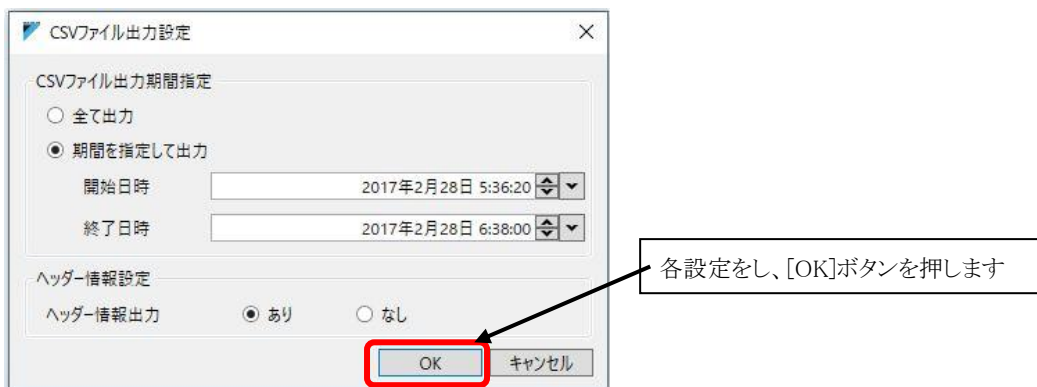 CSVファイル出力設定
CSVファイル出力期間指定
全て出力
期間を指定して出力
開始日時 2017年2月28日 5:36:20
終了日時 2017年2月28日 6:38:00
各設定をし、[OK]ボタンを押します
ヘッダー情報設定
ヘッダー情報出力 あり なし
OK キャンセル